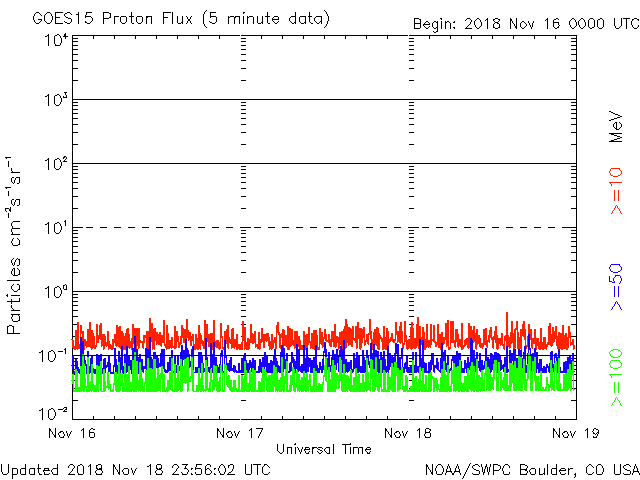 GOES15 Proton Flux (5 minute data)
Begin: 2018 Nov 16 0000 UTC
Particles cm⁻²s⁻¹sr⁻¹
10⁴
10³
10²
10¹
10⁰
10⁻¹
10⁻²
MeV
>=10
>=50
>=100
Nov 16
Nov 17
Nov 18
Nov 19
Universal Time
Updated 2018 Nov 18 23:56:02 UTC
NOAA/SWPC Boulder, CO USA